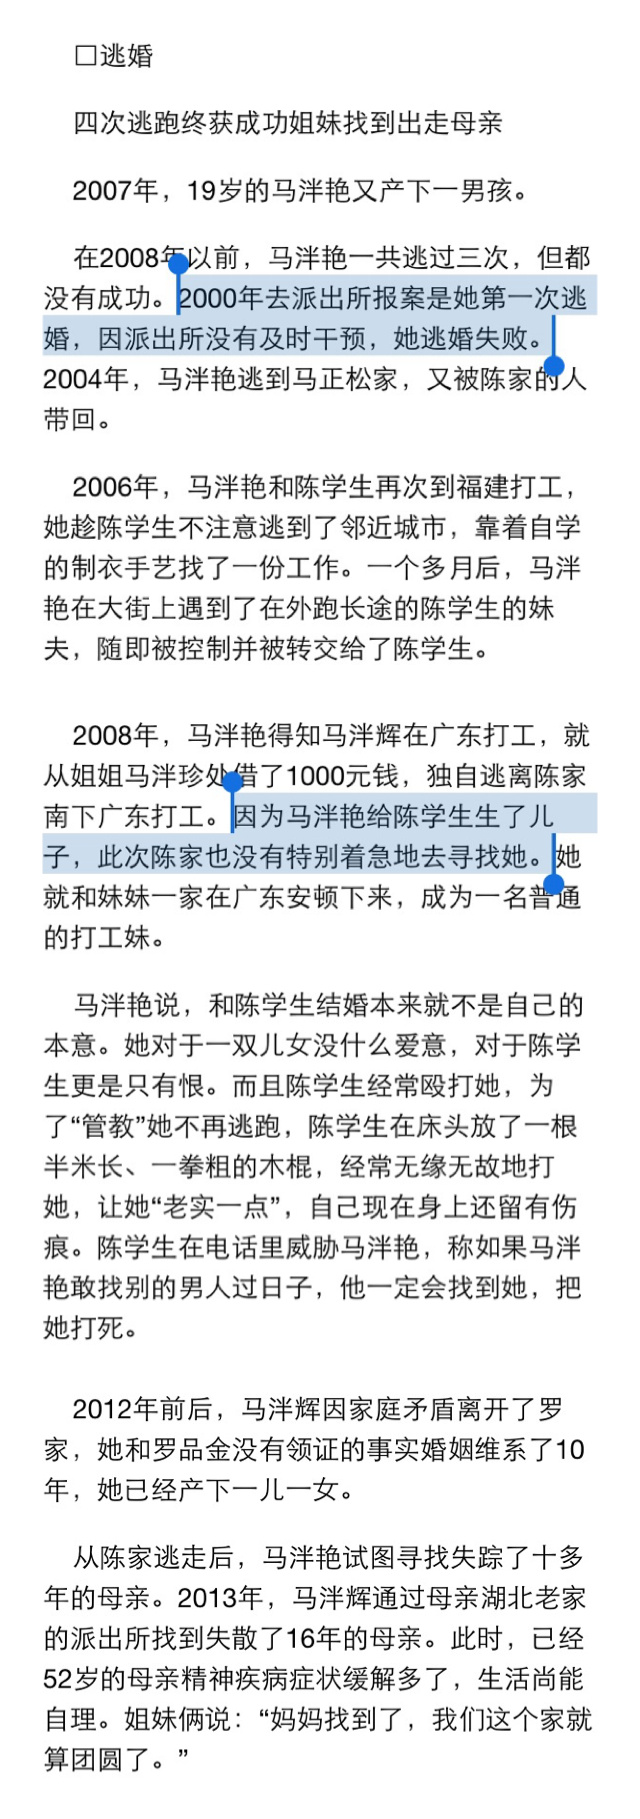 □逃婚
四次逃跑终获成功姐妹找到出走母亲
2007年，19岁的马泮艳又产下一男孩。
在2008年以前，马泮艳一共逃过三次，但都
没有成功。2000年去派出所报案是她第一次逃
婚，因派出所没有及时干预，她逃婚失败。
2004年，马泮艳逃到马正松家，又被陈家的人
带回。
2006年，马泮艳和陈学生再次到福建打工，
她趁陈学生不注意逃到了邻近城市，靠着自学
的制衣手艺找了一份工作。一个多月后，马泮
艳在大街上遇到了在外跑长途的陈学生的妹
夫，随即被控制并被转交给了陈学生。
2008年，马泮艳得知马泮辉在广东打工，就
从姐姐马泮珍处借了1000元钱，独自逃离陈家
南下广东打工。因为马泮艳给陈学生生了儿
子，此次陈家也没有特别着急地去寻找她。她
就和妹妹一家在广东安顿下来，成为一名普通
的打工妹。
马泮艳说，和陈学生结婚本来就不是自己的
本意。她对于一双儿女没什么爱意，对于陈学
生更是只有恨。而且陈学生经常殴打她，为
了“管教”她不再逃跑，陈学生在床头放了一根
半米长、一拳粗的木棍，经常无缘无故地打
她，让她“老实一点”，自己现在身上还留有伤
痕。陈学生在电话里威胁马泮艳，称如果马泮
艳敢找别的男人过日子，他一定会找到她，把
她打死。
2012年前后，马泮辉因家庭矛盾离开了罗
家，她和罗品金没有领证的事实婚姻维系了10
年，她已经产下一儿一女。
从陈家逃走后，马泮艳试图寻找失踪了十多
年的母亲。2013年，马泮辉通过母亲湖北老家
的派出所找到失散了16年的母亲。此时，已经
52岁的母亲精神疾病症状缓解多了，生活尚能
自理。姐妹俩说：“妈妈找到了，我们这个家就
算团圆了。”